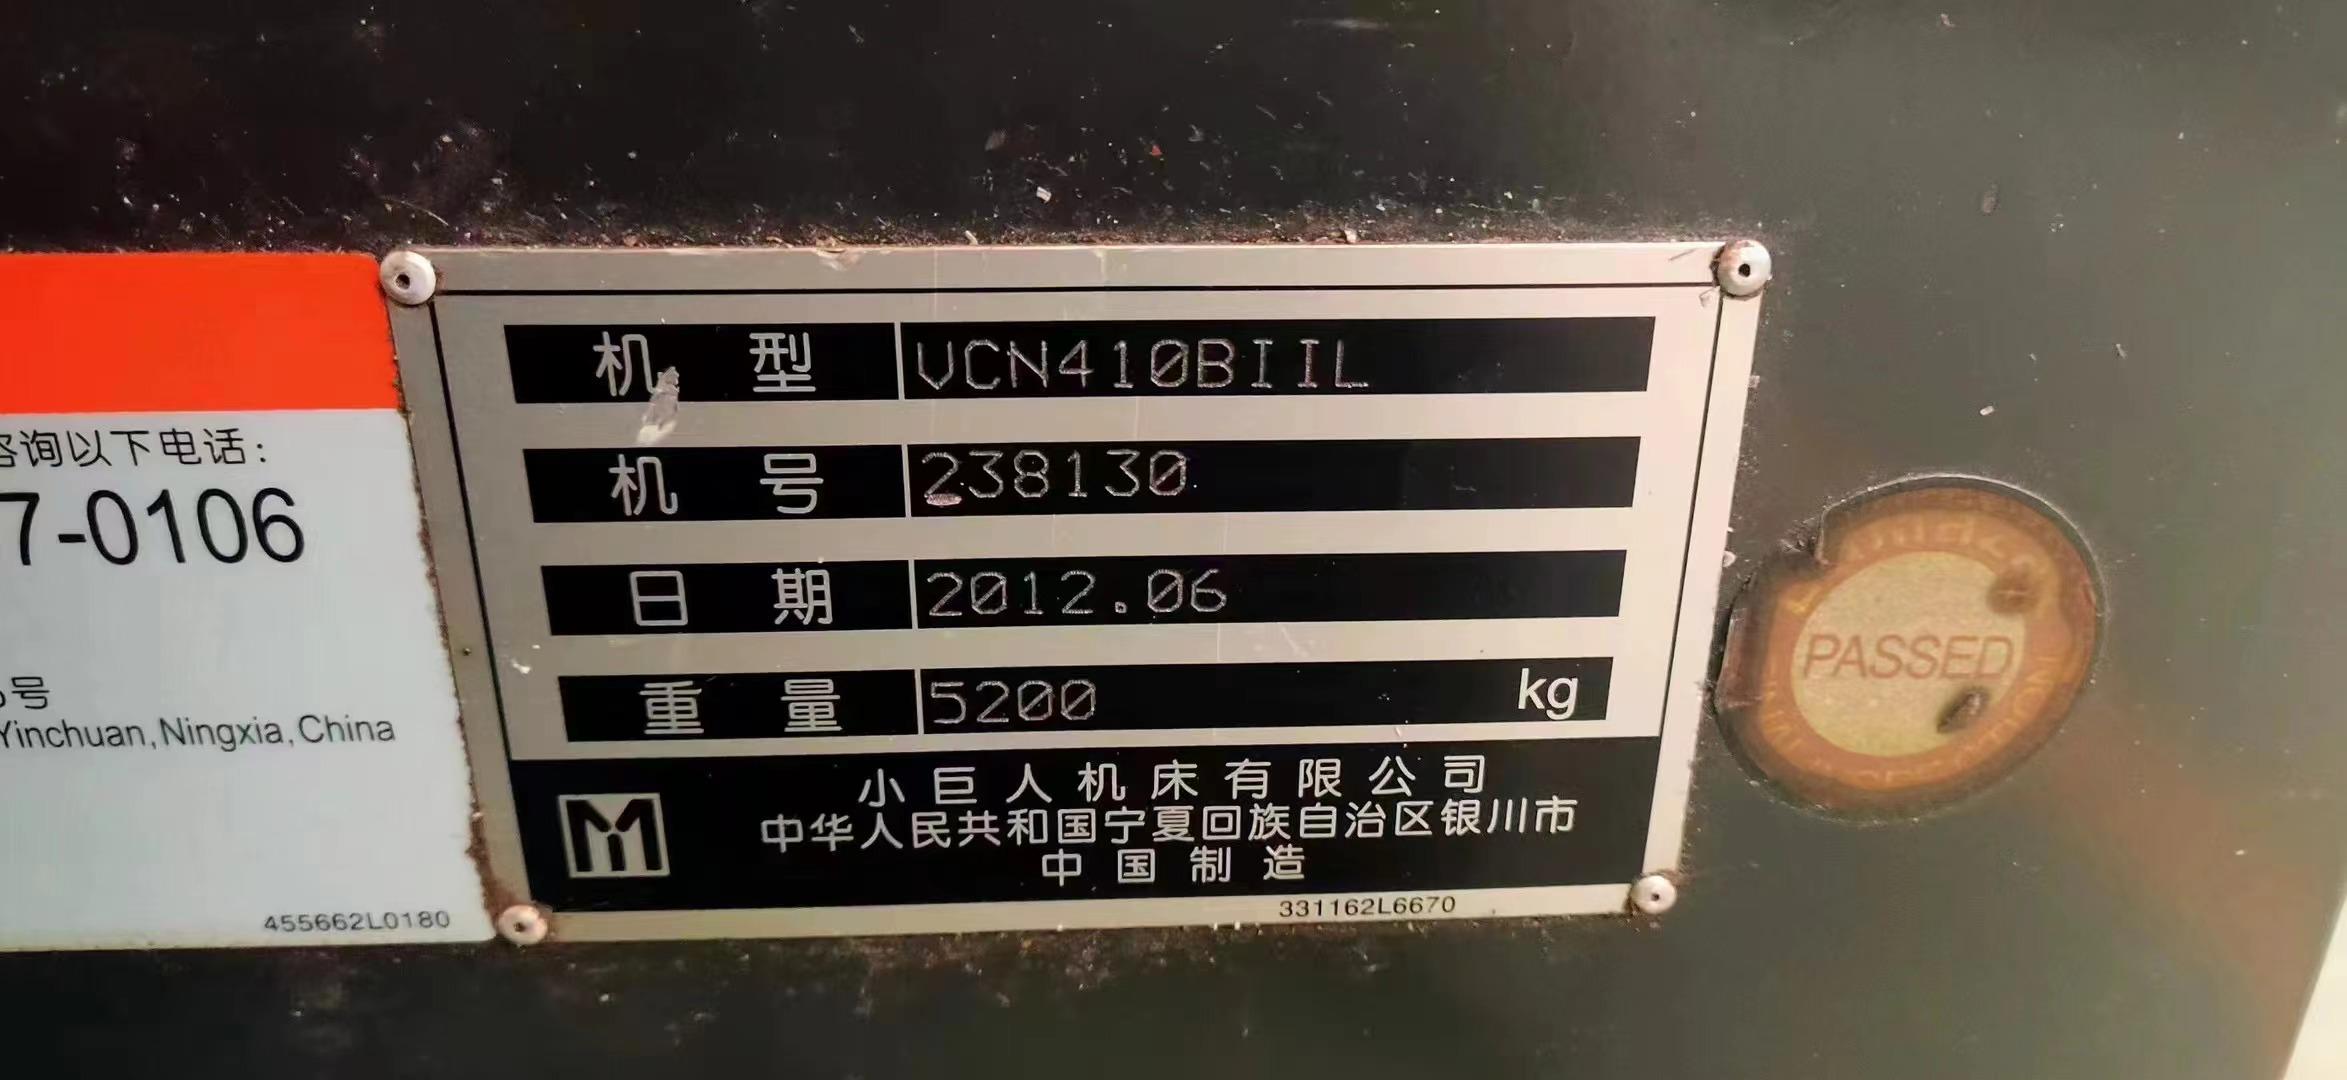 咨询以下电话：
7-0106
号
Yinchuan,Ningxia,China
455662L0180
机型 VCN410BIIL
机号 238130
日期 2012.06
重量 5200 kg
小巨人机床有限公司
中华人民共和国宁夏回族自治区银川市
中国制造
331162L6670
PASSED